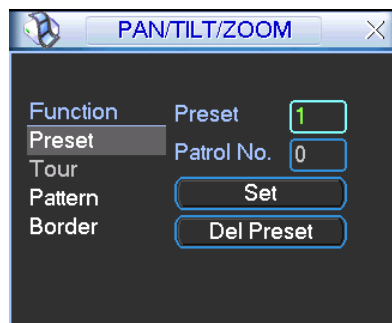 PAN/TILT/ZOOM
Function
Preset
Tour
Pattern
Border
Preset 1
Patrol No. 0
Set
Del Preset